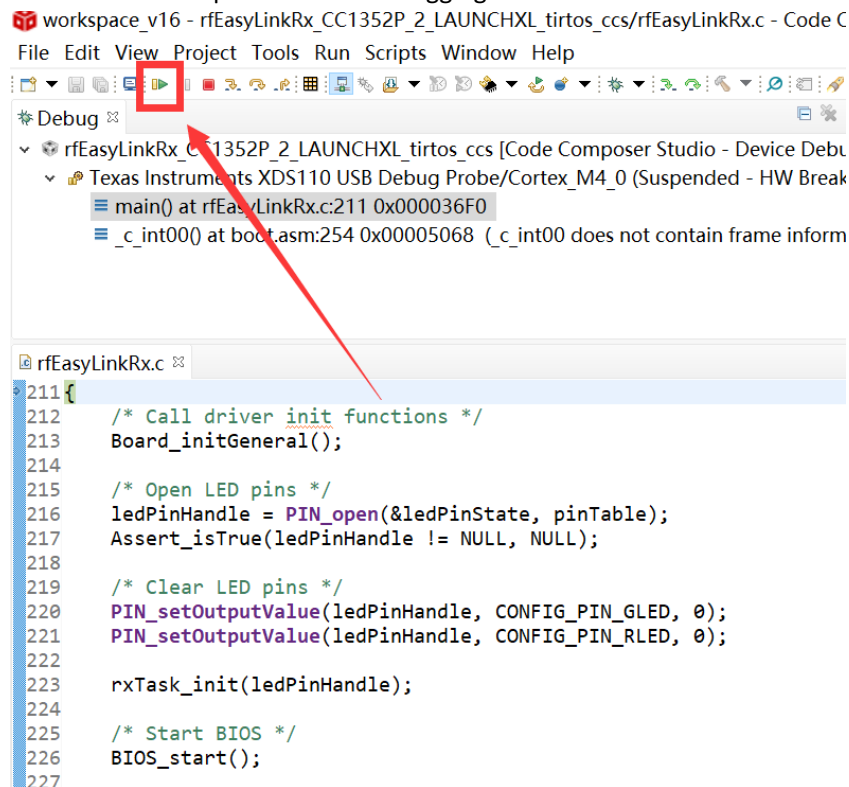 workspace_v16 - rfEasyLinkRx_CC1352P_2_LAUNCHXL_tirtos_ccs/rfEasyLinkRx.c - Code C
File Edit View Project Tools Run Scripts Window Help
Debug
rfEasyLinkRx_CC1352P_2_LAUNCHXL_tirtos_ccs [Code Composer Studio - Device Debu
Texas Instruments XDS110 USB Debug Probe/Cortex_M4_0 (Suspended - HW Break
main() at rfEasyLinkRx.c:211 0x000036F0
_c_int00() at boot.asm:254 0x00005068 (_c_int00 does not contain frame inform
rfEasyLinkRx.c
211 {
212 /* Call driver init functions */
213 Board_initGeneral();
214
215 /* Open LED pins */
216 ledPinHandle = PIN_open(&ledPinState, pinTable);
217 Assert_isTrue(ledPinHandle != NULL, NULL);
218
219 /* Clear LED pins */
220 PIN_setOutputValue(ledPinHandle, CONFIG_PIN_GLED, 0);
221 PIN_setOutputValue(ledPinHandle, CONFIG_PIN_RLED, 0);
222
223 rxTask_init(ledPinHandle);
224
225 /* Start BIOS */
226 BIOS_start();
227